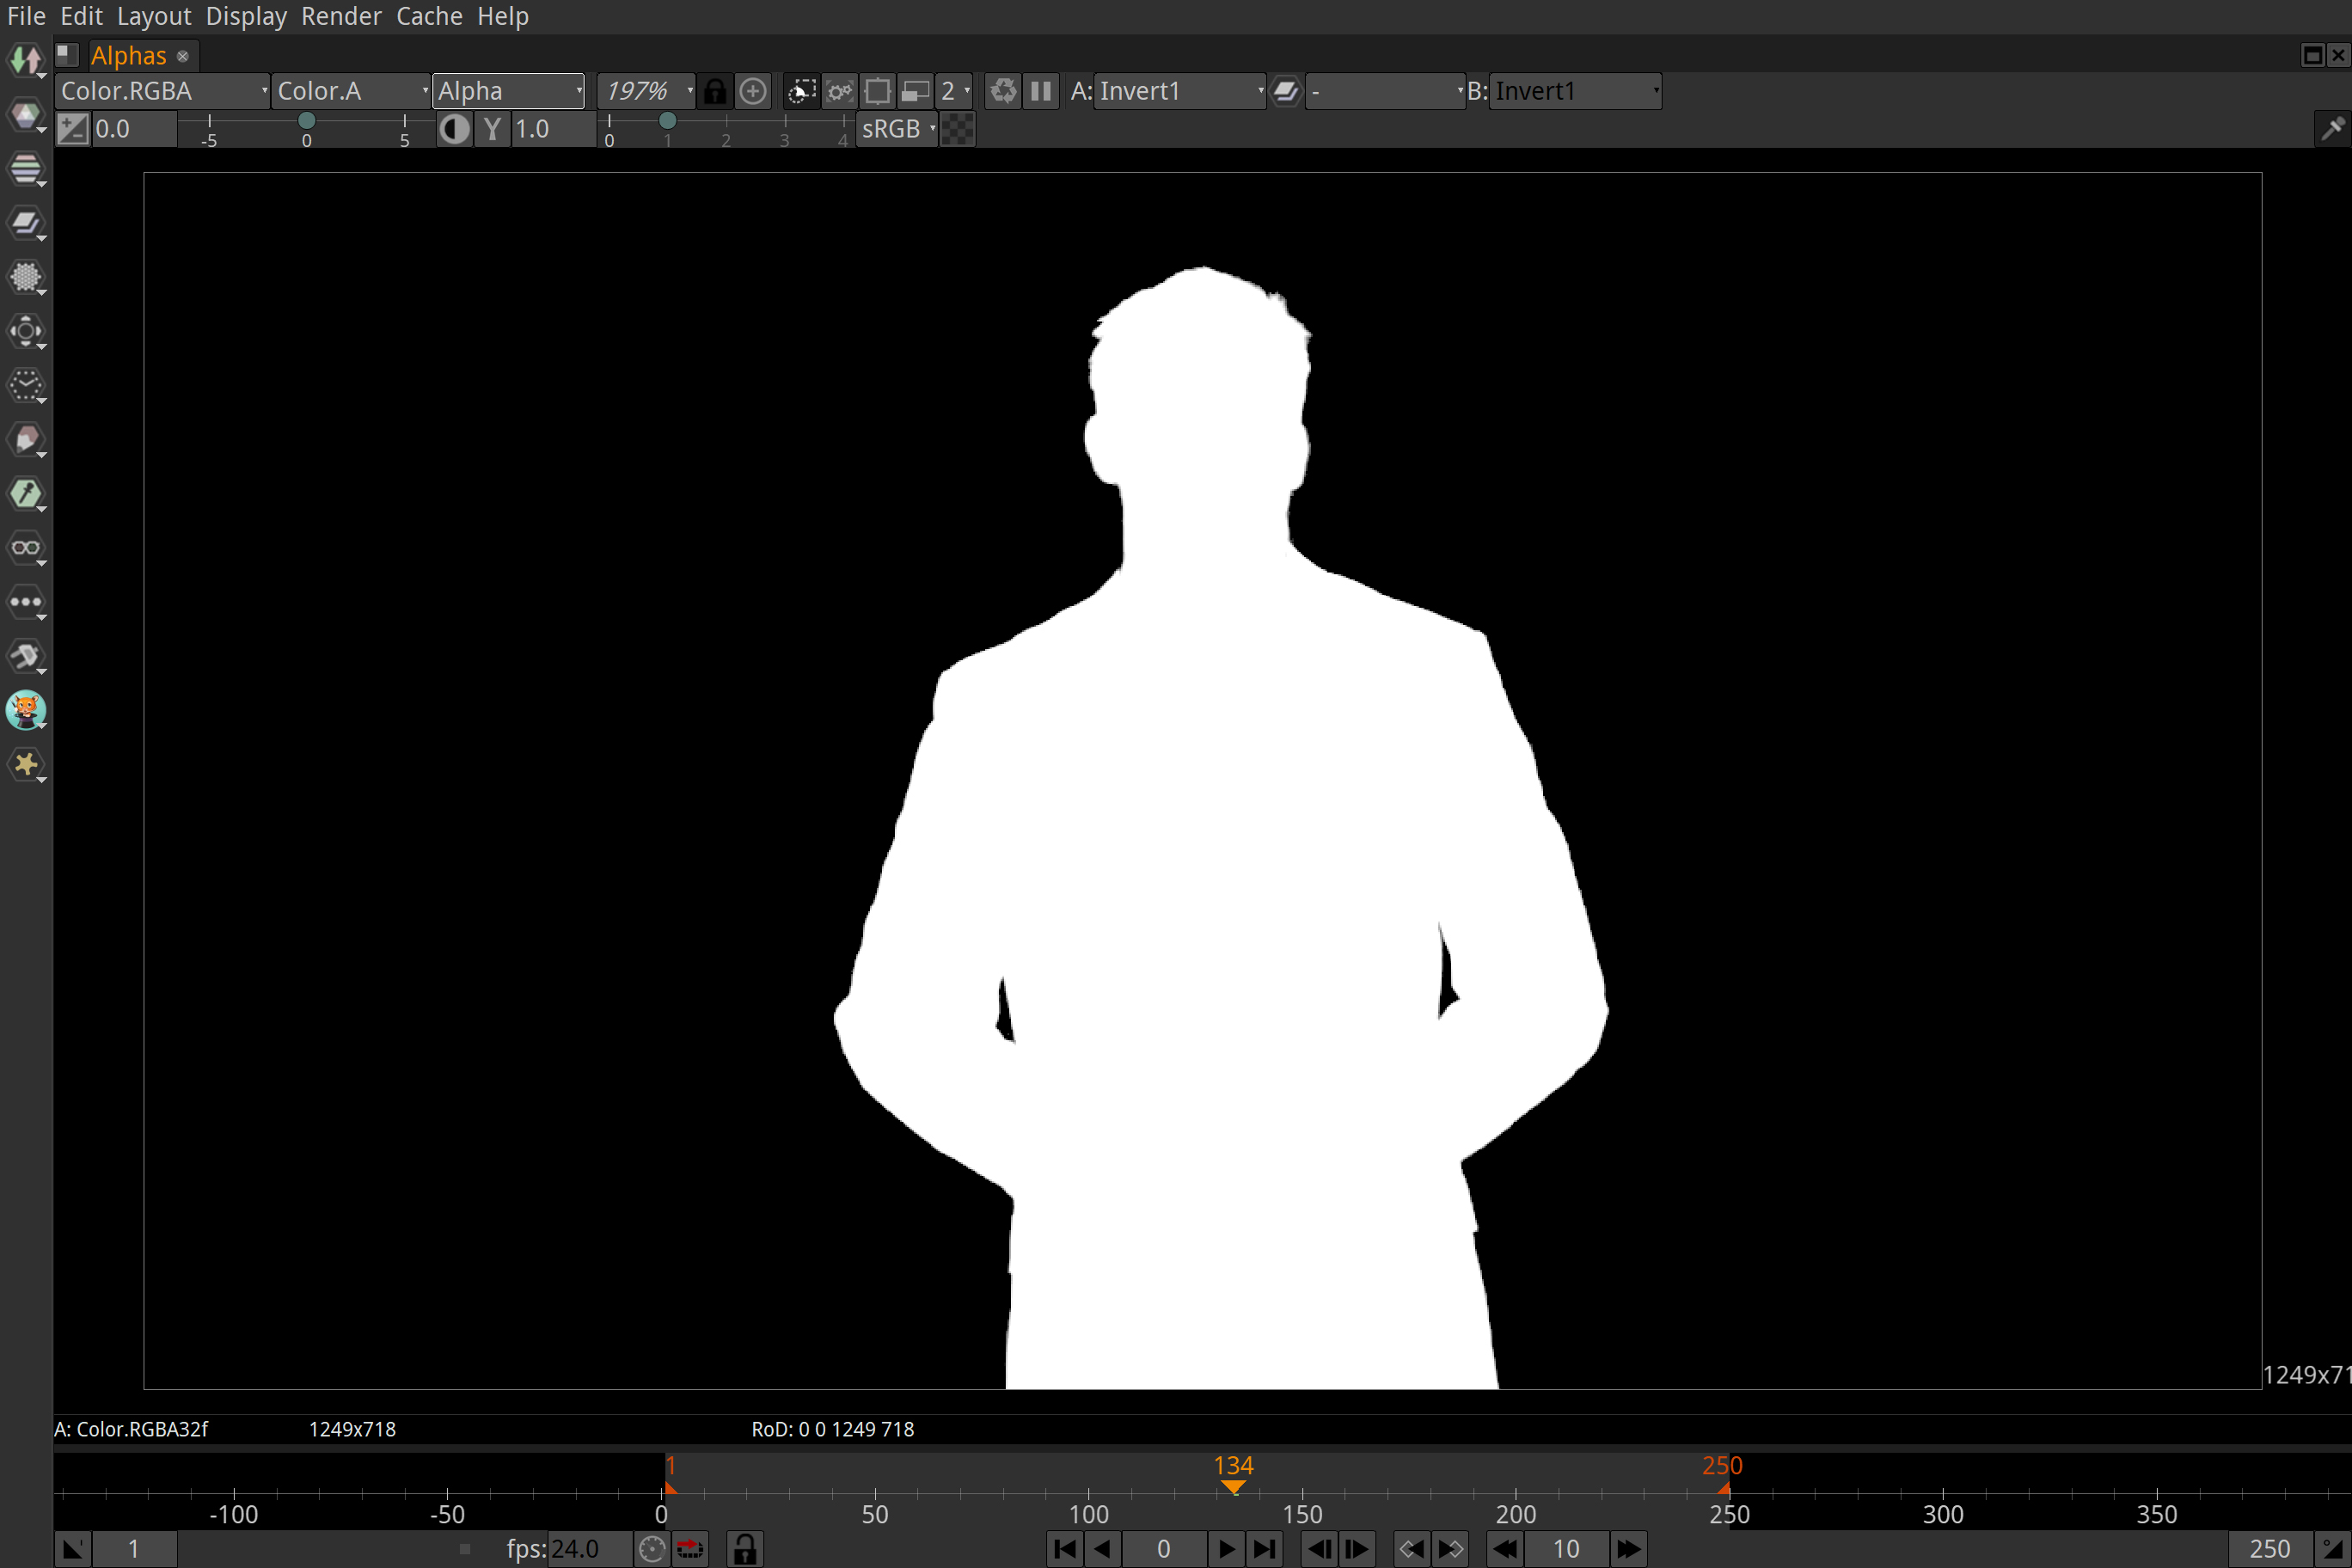 File Edit Layout Display Render Cache Help
Alphas
Color.RGBA Color.A Alpha 197% 2 A: Invert1 - B: Invert1
0.0 -5 0 5 Y 1.0 0 1 2 3 4 sRGB
1249x71
A: Color.RGBA32f 1249x718 RoD: 0 0 1249 718
1 134 250
-100 -50 0 50 100 150 200 250 300 350
1 fps: 24.0 0 10 250